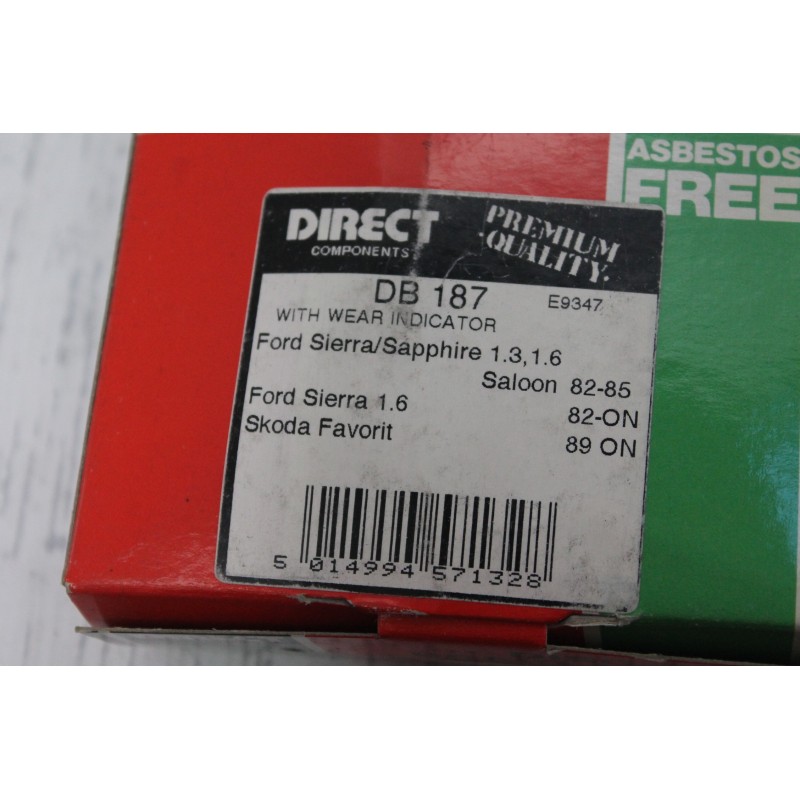 ASBESTOS
FREE
DIRECT
COMPONENTS
PREMIUM
QUALITY.
DB 187
E9347
WITH WEAR INDICATOR
Ford Sierra/Sapphire 1.3,1.6
Saloon 82-85
Ford Sierra 1.6 82-ON
Skoda Favorit 89 ON
5 014994 571328